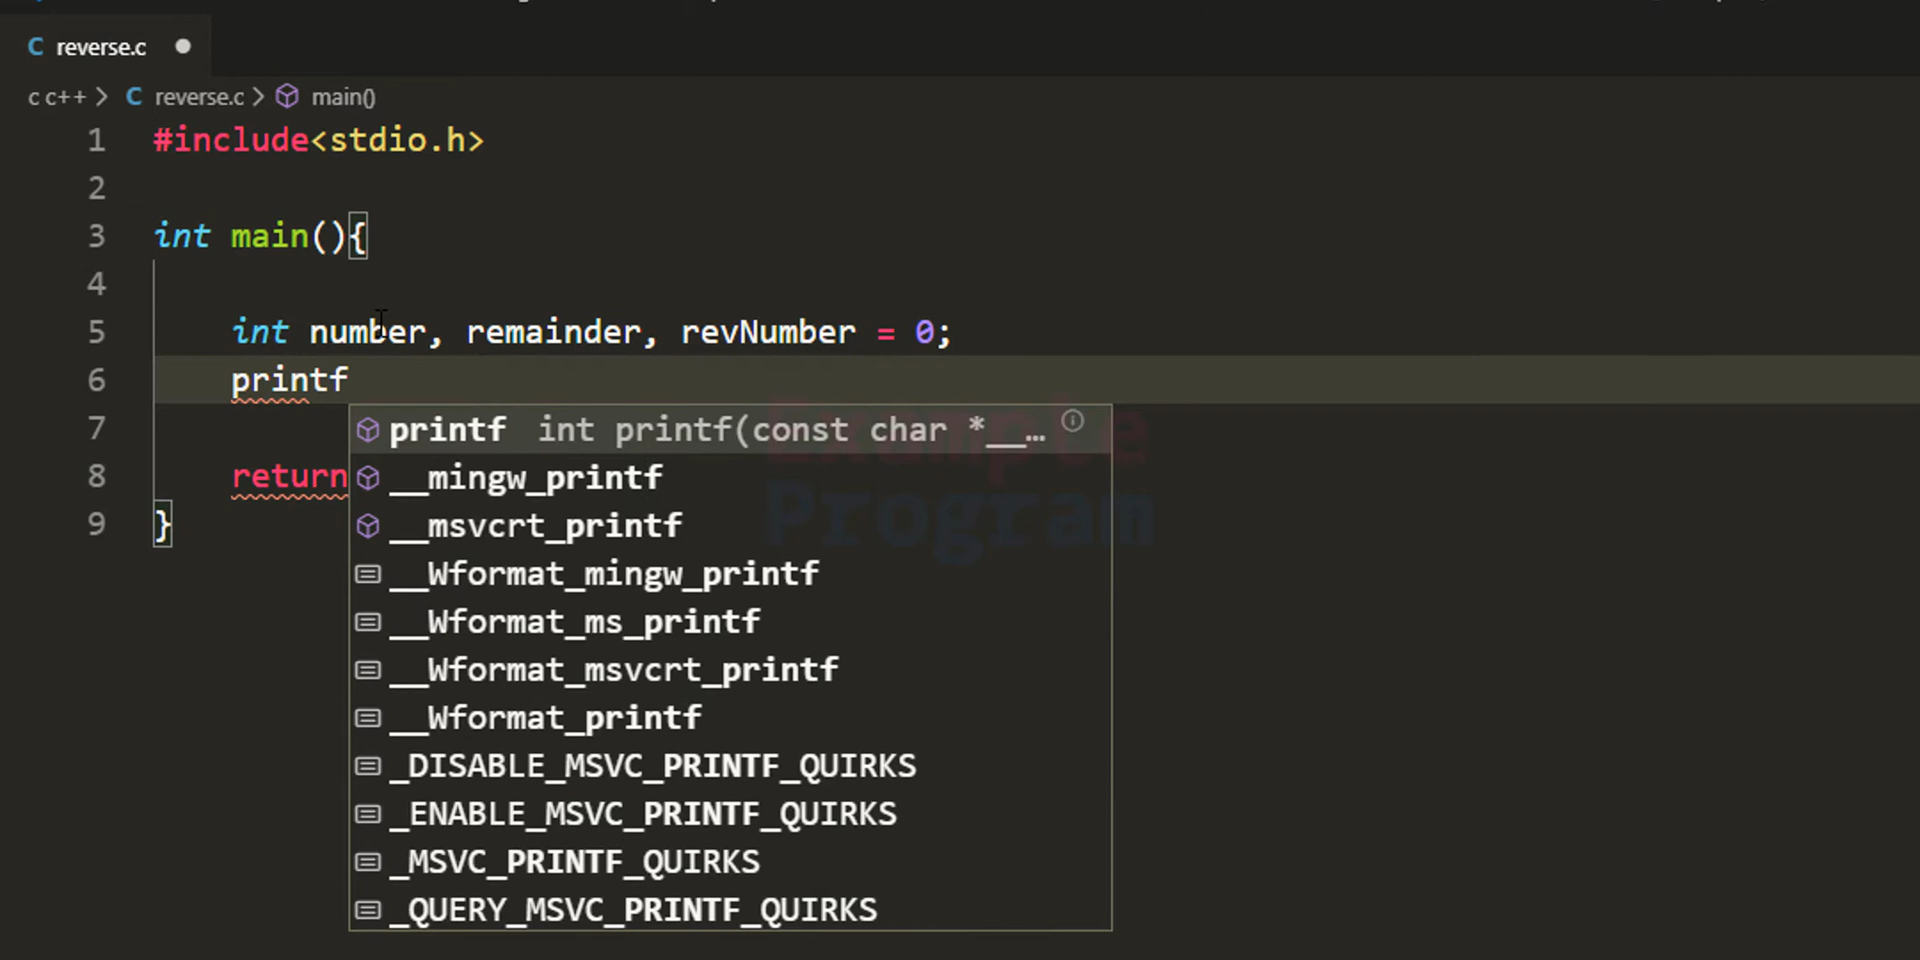 reverse.c
c c++ > C reverse.c > main()
1 #include<stdio.h>
2
3 int main(){
4
5 int number, remainder, revNumber = 0;
6 printf
7 printf int printf(const char *__…
__mingw_printf
8 return
__msvcrt_printf
9 }
__Wformat_mingw_printf
__Wformat_ms_printf
__Wformat_msvcrt_printf
__Wformat_printf
_DISABLE_MSVC_PRINTF_QUIRKS
_ENABLE_MSVC_PRINTF_QUIRKS
_MSVC_PRINTF_QUIRKS
_QUERY_MSVC_PRINTF_QUIRKS
Example
Program